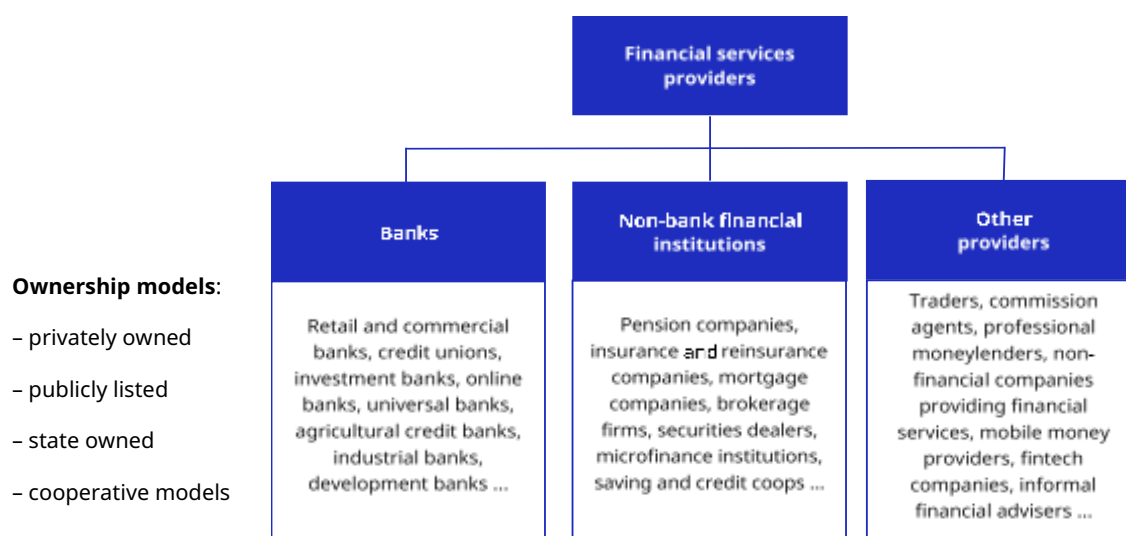 Financial services
providers
Banks
Non-bank financial
institutions
Other
providers
Ownership models:
– privately owned
– publicly listed
– state owned
– cooperative models
Retail and commercial
banks, credit unions,
investment banks, online
banks, universal banks,
agricultural credit banks,
industrial banks,
development banks ...
Pension companies,
insurance and reinsurance
companies, mortgage
companies, brokerage
firms, securities dealers,
microfinance institutions,
saving and credit coops ...
Traders, commission
agents, professional
moneylenders, non-
financial companies
providing financial
services, mobile money
providers, fintech
companies, informal
financial advisers ...